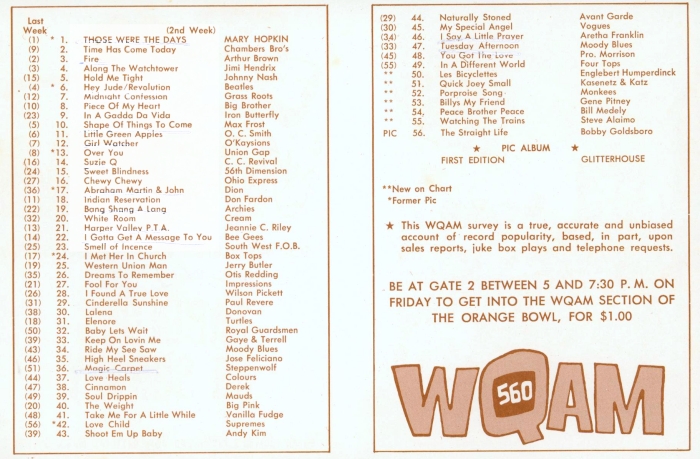 Last
Week (2nd Week)
(1) * 1. THOSE WERE THE DAYS MARY HOPKIN
(9) 2. Time Has Come Today Chambers Bro's
(2) 3. Fire Arthur Brown
(3) 4. Along The Watchtower Jimi Hendrix
(15) 5. Hold Me Tight Johnny Nash
(4) * 6. Hey Jude/Revolution Beatles
(12) 7. Midnight Confession Grass Roots
(10) 8. Piece Of My Heart Big Brother
(23) 9. In A Gadda Da Vida Iron Butterfly
(5) 10. Shape Of Things To Come Max Frost
(6) 11. Little Green Apples O. C. Smith
(7) 12. Girl Watcher O'Kaysions
(8) *13. Over You Union Gap
(16) 14. Suzie Q C. C. Revival
(24) 15. Sweet Blindness 56th Dimension
(27) 16. Chewy Chewy Ohio Express
(36) *17. Abraham Martin & John Dion
(11) 18. Indian Reservation Don Fardon
(22) 19. Bang Shang A Lang Archies
(32) 20. White Room Cream
(13) 21. Harper Valley P.T.A. Jeannie C. Riley
(14) 22. I Gotta Get A Message To You Bee Gees
(25) 23. Smell of Incence South West F.O.B.
(17) *24. I Met Her In Church Box Tops
(19) 25. Western Union Man Jerry Butler
(35) 26. Dreams To Remember Otis Redding
(21) 27. Fool For You Impressions
(26) 28. I Found A True Love Wilson Pickett
(31) 29. Cinderella Sunshine Paul Revere
(38) 30. Lalena Donovan
(18) 31. Elenore Turtles
(50) 32. Baby Lets Wait Royal Guardsmen
(39) 33. Keep On Lovin Me Gaye & Terrell
(43) 34. Ride My See Saw Moody Blues
(46) 35. High Heel Sneakers Jose Feliciano
(51) 36. Magic Carpet Steppenwolf
(44) 37. Love Heals Colours
(47) 38. Cinnamon Derek
(49) 39. Soul Drippin Mauds
(20) 40. The Weight Big Pink
(48) 41. Take Me For A Little While Vanilla Fudge
(56) *42. Love Child Supremes
(39) 43. Shoot Em Up Baby Andy Kim
(29) 44. Naturally Stoned Avant Garde
(30) 45. My Special Angel Vogues
(34) 46. I Say A Little Prayer Aretha Franklin
(33) 47. Tuesday Afternoon Moody Blues
(45) 48. You Got The Love Pro. Morrison
(55) 49. In A Different World Four Tops
** 50. Les Bicyclettes Englebert Humperdinck
** 51. Quick Joey Small Kasenetz & Katz
** 52. Porproise Song Monkees
** 53. Billys My Friend Gene Pitney
** 54. Peace Brother Peace Bill Medely
** 55. Watching The Trains Steve Alaimo
PIC 56. The Straight Life Bobby Goldsboro
★ PIC ALBUM ★
FIRST EDITION GLITTERHOUSE
**New on Chart
*Former Pic
★ This WQAM survey is a true, accurate and unbiased
account of record popularity, based, in part, upon
sales reports, juke box plays and telephone requests.
BE AT GATE 2 BETWEEN 5 AND 7:30 P.M. ON
FRIDAY TO GET INTO THE WQAM SECTION OF
THE ORANGE BOWL, FOR $1.00
WQAM
560